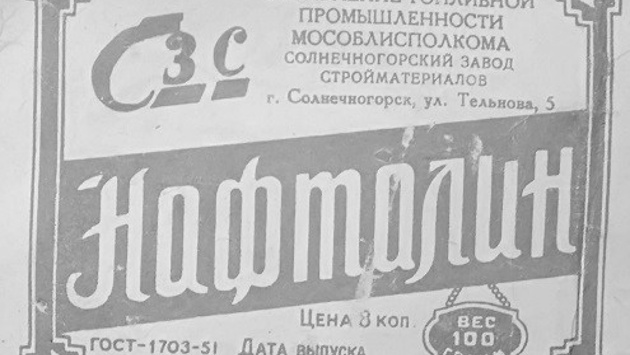 ТОПЛИВНОЙ
ПРОМЫШЛЕННОСТИ
МОСОБЛИСПОЛКОМА
СОЛНЕЧНОГОРСКИЙ ЗАВОД
СТРОЙМАТЕРИАЛОВ
г. Солнечногорск, ул. Тельнова, 5
СЗС
Нафталин
ЦЕНА 8 КОП.
ВЕС
100
ГОСТ-1703-51 ДАТА ВЫПУСКА